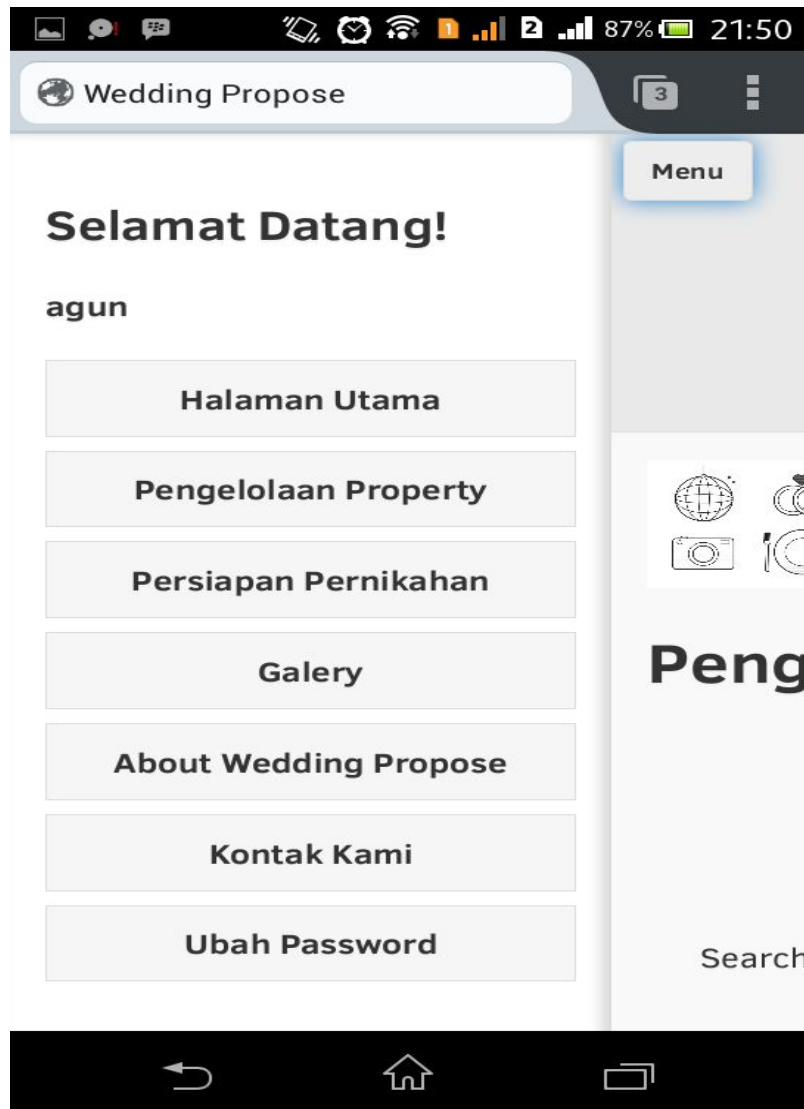 87% 21:50
Wedding Propose
3
Menu
Selamat Datang!
agun
Halaman Utama
Pengelolaan Property
Persiapan Pernikahan
Galery
About Wedding Propose
Kontak Kami
Ubah Password
Peng
Search